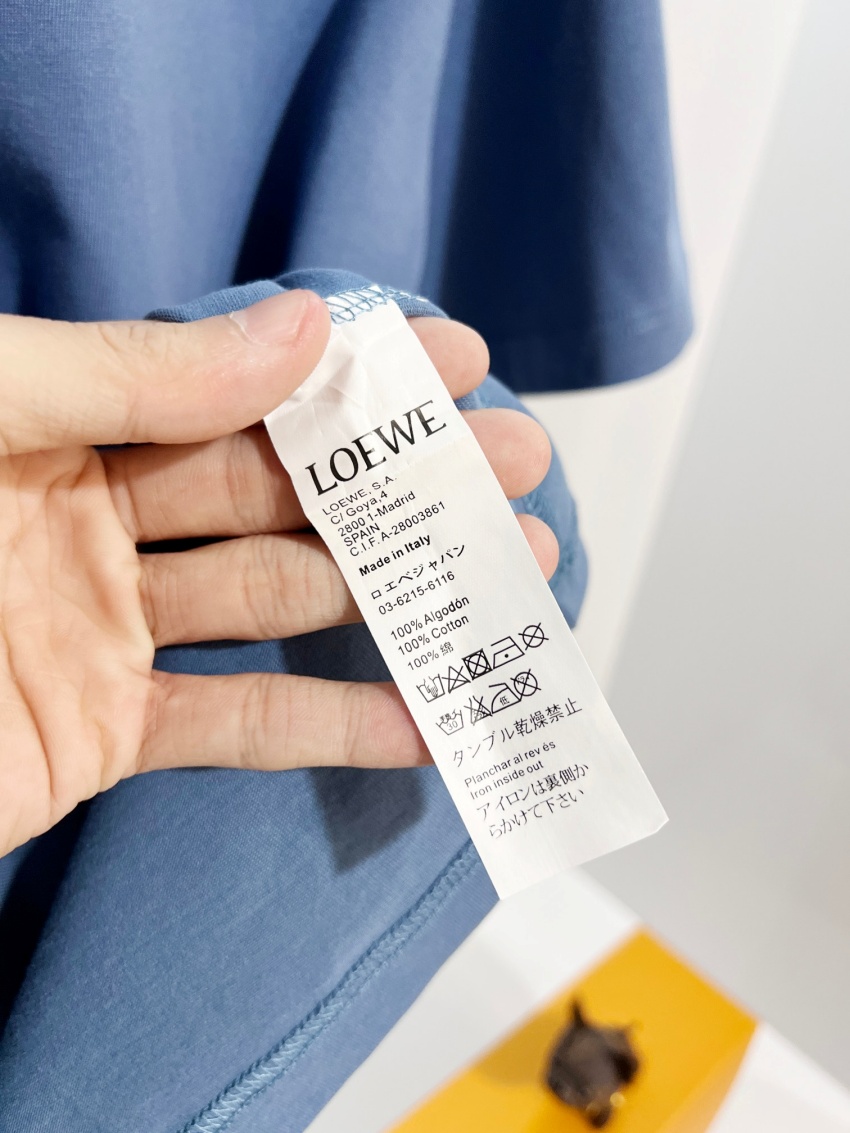 LOEWE
LOEWE, S.A.
C/ Goya,4
28001-Madrid
SPAIN
C.I.F. A-28003861
Made in Italy
ロエベジャパン
03-6215-6116
100% Algodón
100% Cotton
100% 綿
低
タンブル乾燥禁止
Planchar al revés
Iron inside out
アイロンは裏側か
らかけて下さい